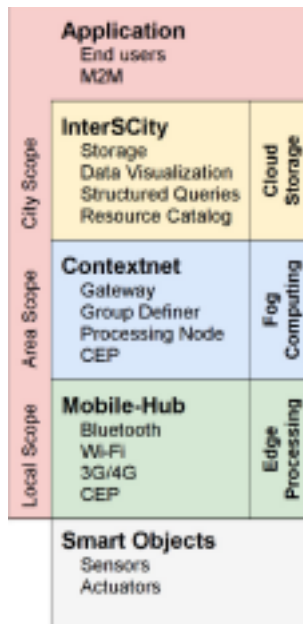 Application
End users
M2M
City Scope
InterSCity
Storage
Data Visualization
Structured Queries
Resource Catalog
Cloud
Storage
Area Scope
Contextnet
Gateway
Group Definer
Processing Node
CEP
Fog
Computing
Local Scope
Mobile-Hub
Bluetooth
Wi-Fi
3G/4G
CEP
Edge
Processing
Smart Objects
Sensors
Actuators